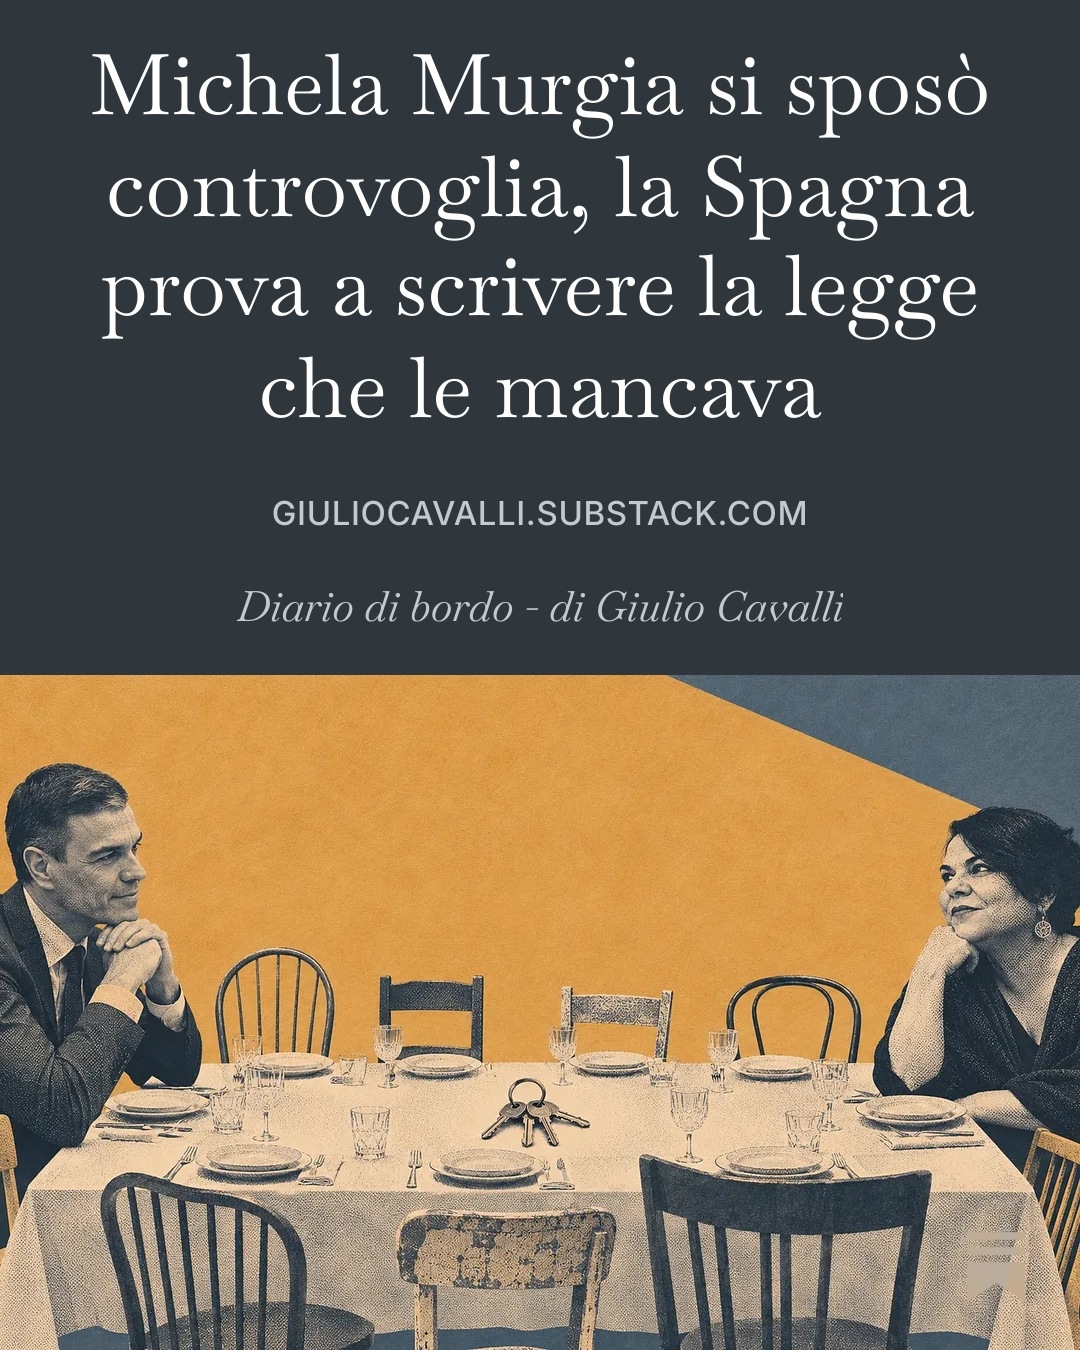 Michela Murgia si sposò
controvoglia, la Spagna
prova a scrivere la legge
che le mancava
GIULIOCAVALLI.SUBSTACK.COM
Diario di bordo - di Giulio Cavalli